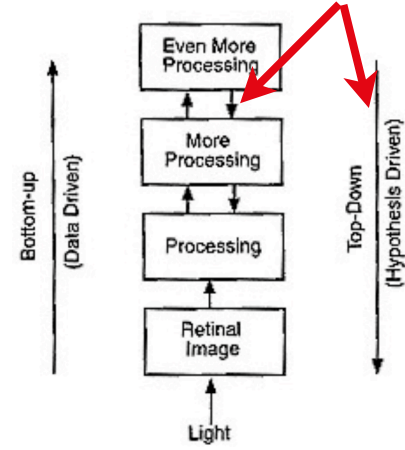 Even More
Processing
More
Processing
Processing
Retinal
Image
Light
Bottom-up
(Data Driven)
Top-Down
(Hypothesis Driven)